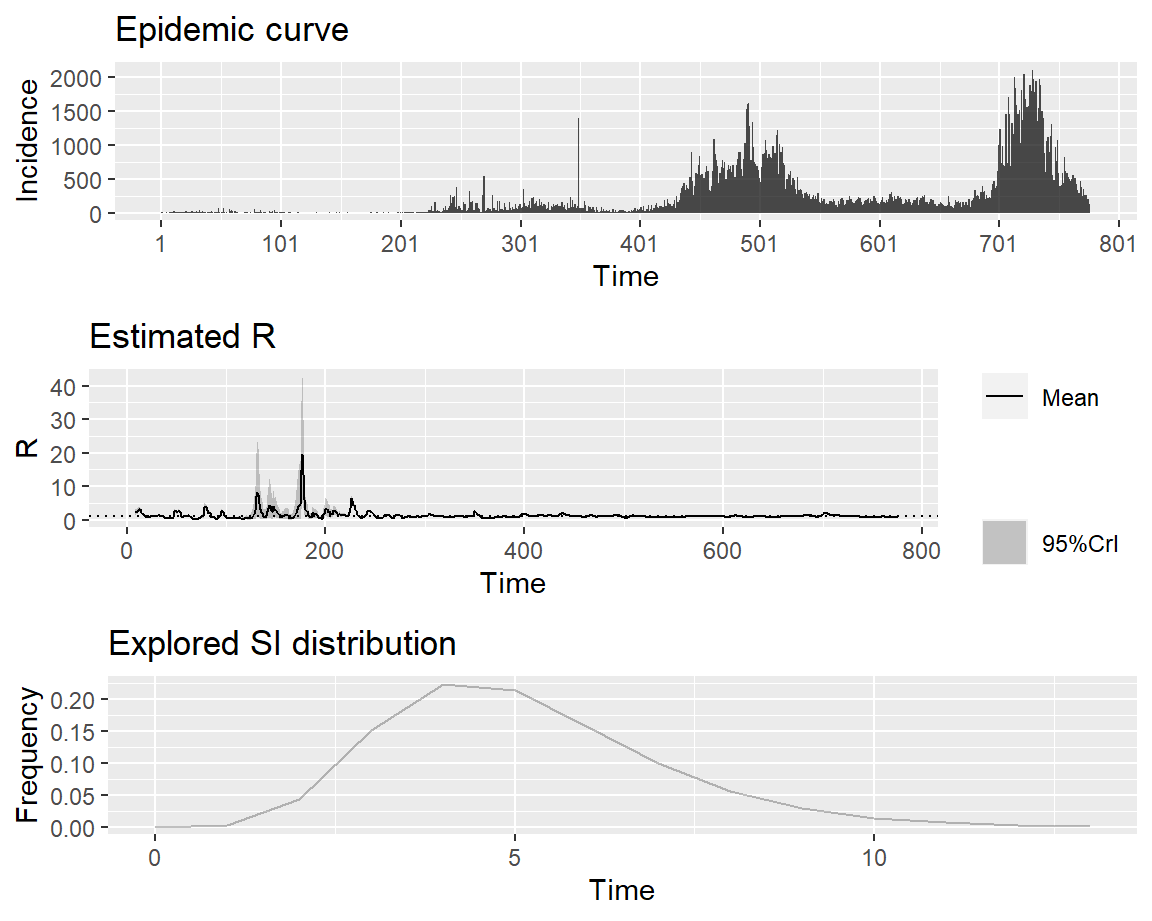 Epidemic curve
Incidence
2000
1500
1000
500
0
1 101 201 301 401 501 601 701 801
Time
Estimated R
R
40
30
20
10
0
0 200 400 600 800
Time
Mean
95%CrI
Explored SI distribution
Frequency
0.20
0.15
0.10
0.05
0.00
0 5 10
Time